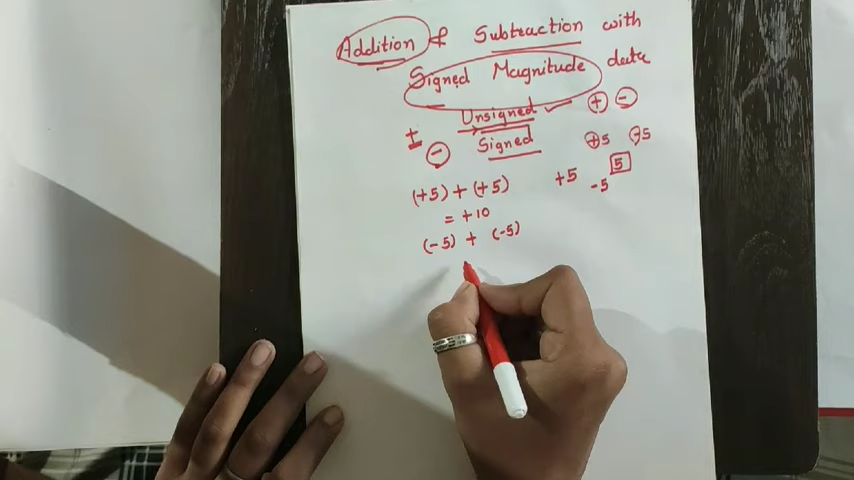 Addition & Subtraction with
Signed Magnitude data
Unsigned ✓ + -
± - Signed +5 -5
5
(+5) + (+5) +5 -5
= +10
(-5) + (-5)